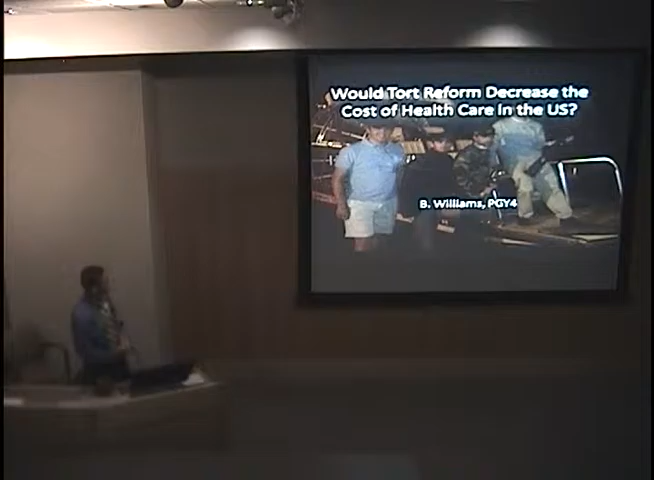 Would Tort Reform Decrease the
Cost of Health Care in the US?
B. Williams, PGY4